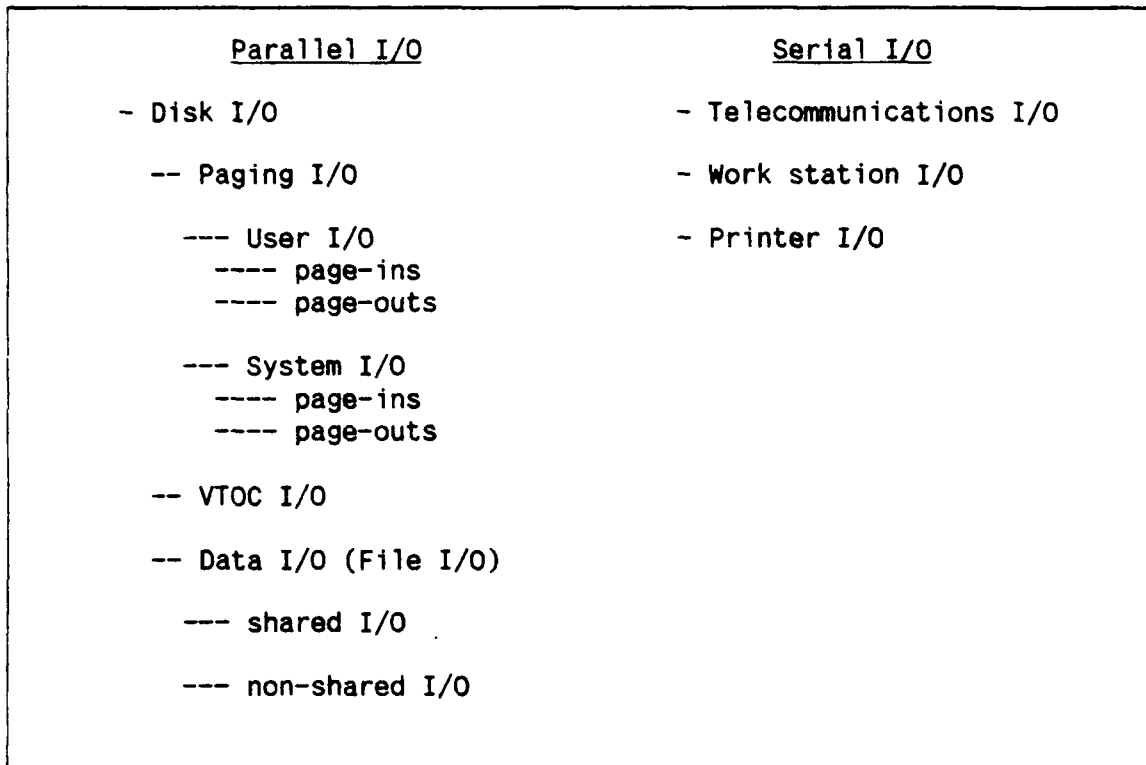 Parallel I/O
- Disk I/O
-- Paging I/O
--- User I/O
---- page-ins
---- page-outs
--- System I/O
---- page-ins
---- page-outs
-- VTOC I/O
-- Data I/O (File I/O)
--- shared I/O
--- non-shared I/O
Serial I/O
- Telecommunications I/O
- Work station I/O
- Printer I/O